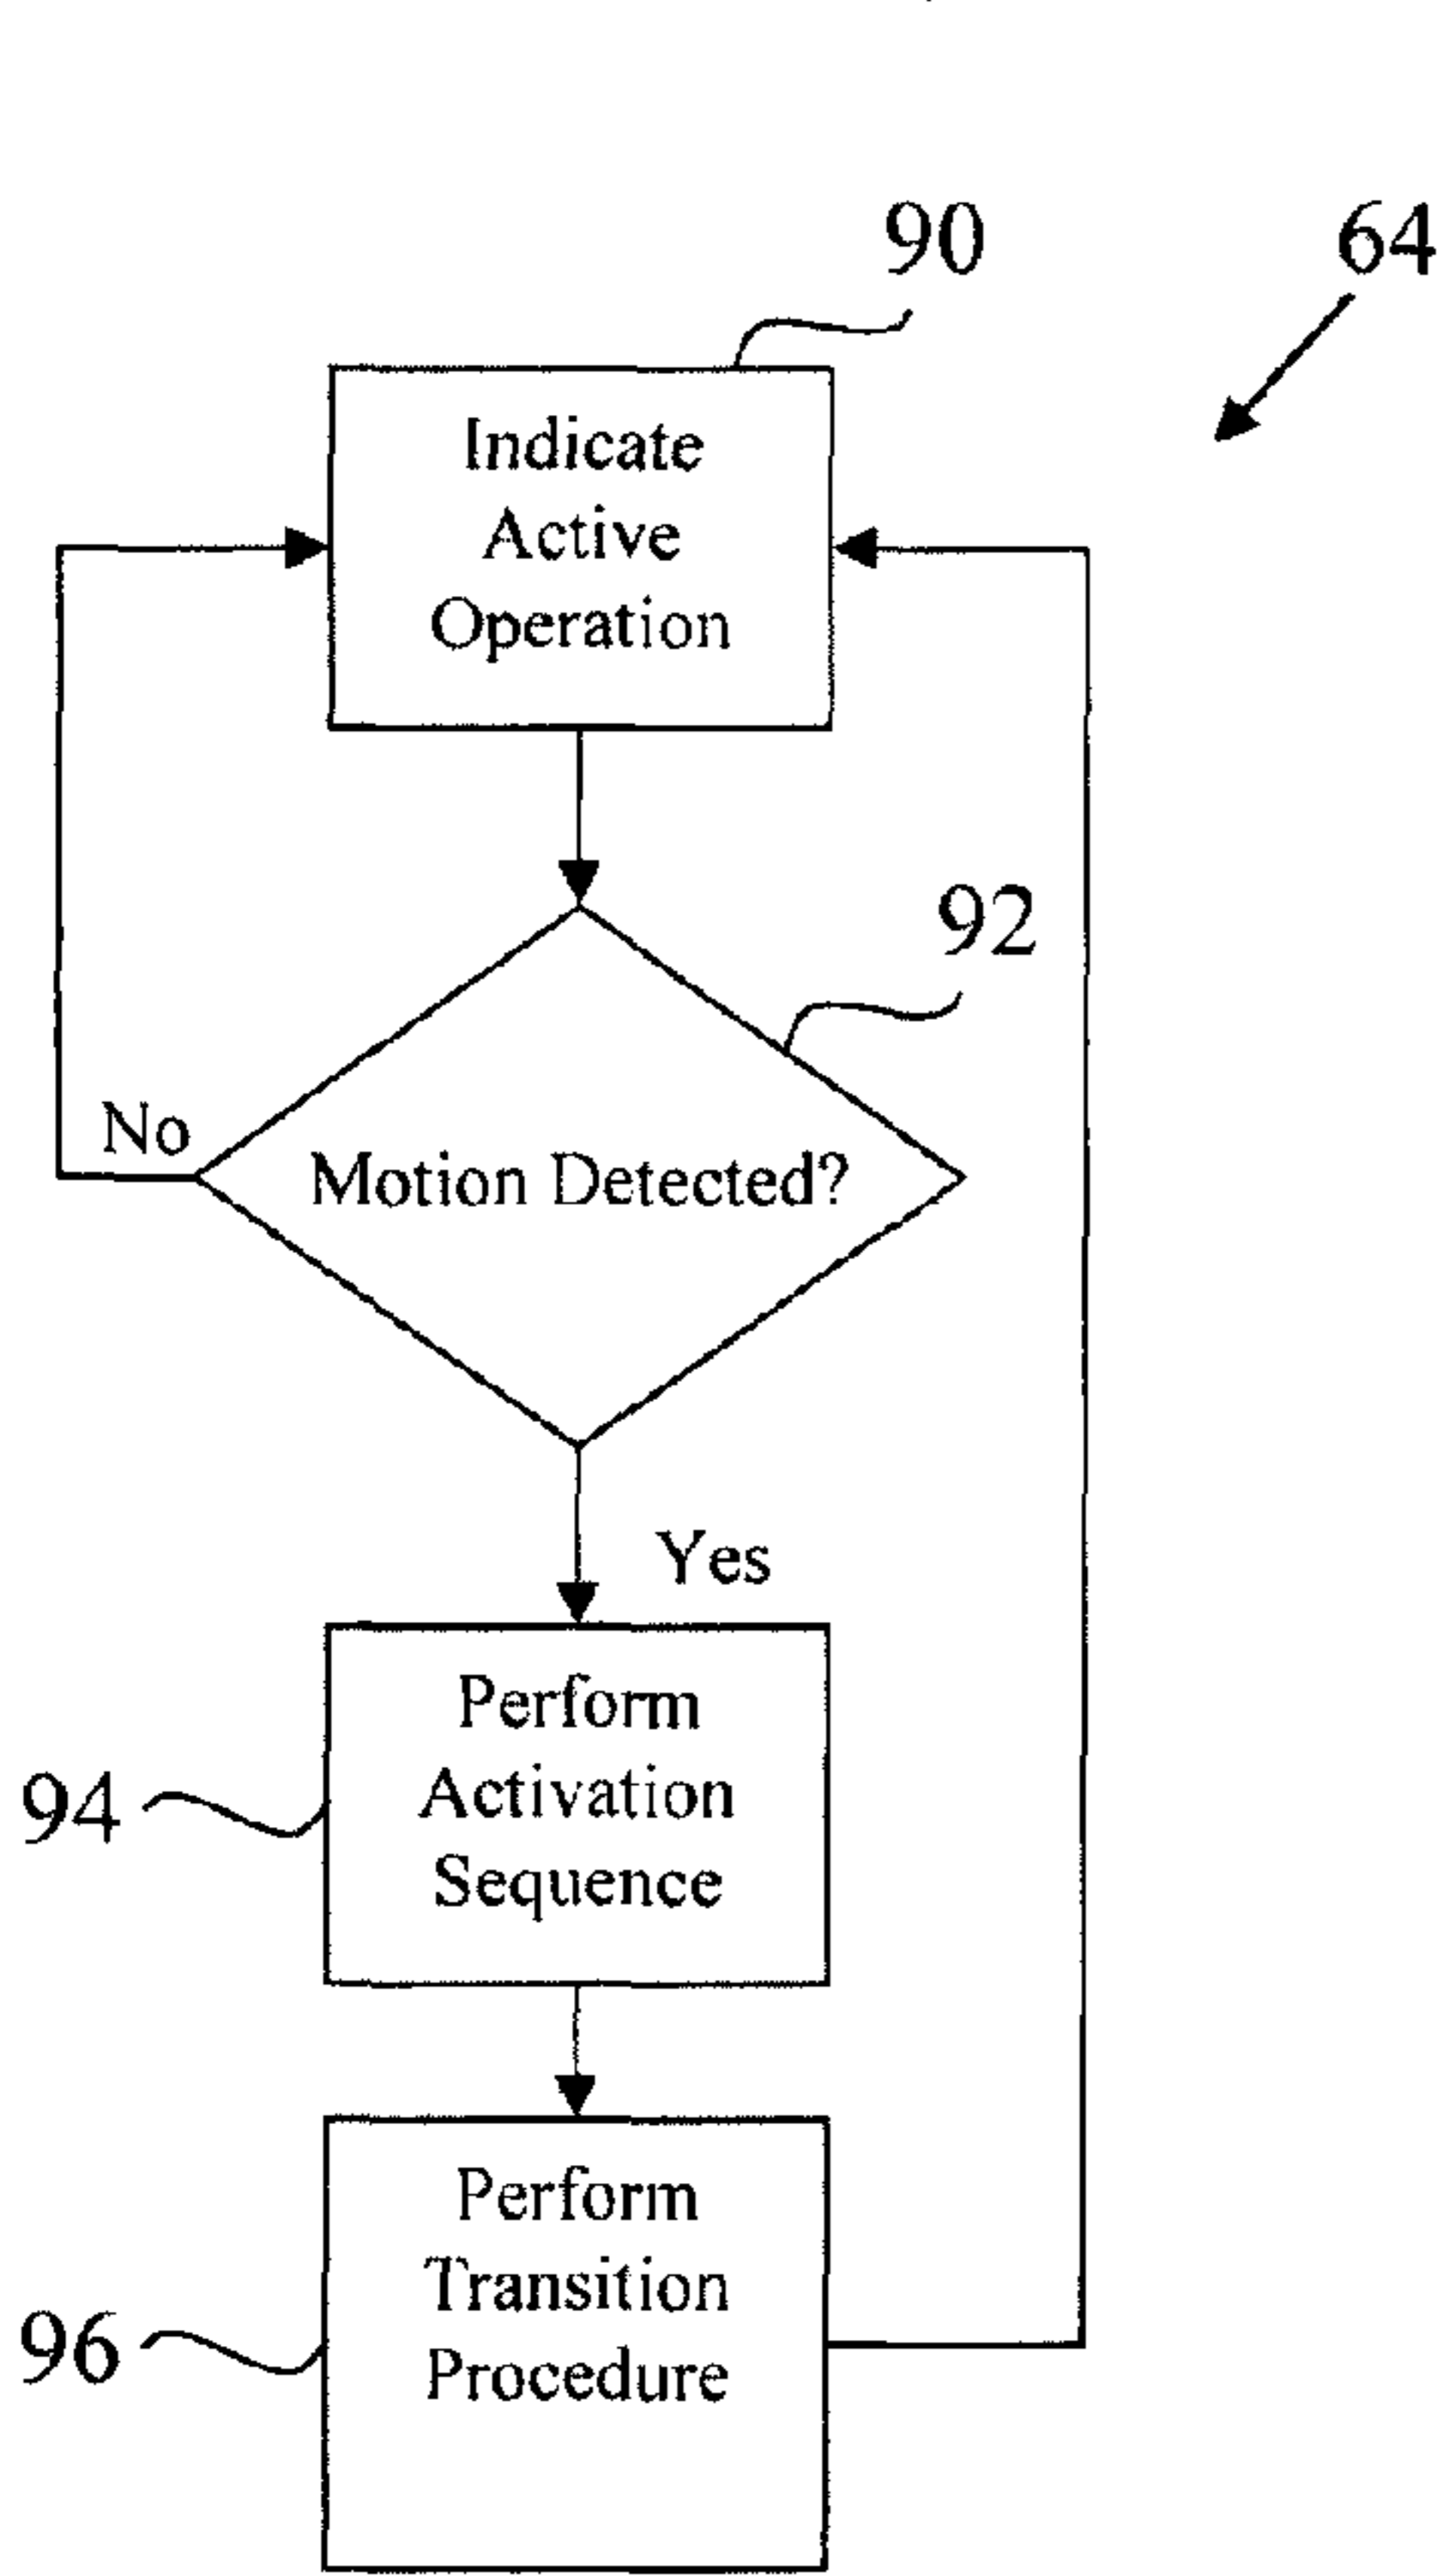 90
64
Indicate
Active
Operation
92
No
Motion Detected?
Yes
Perform
Activation
Sequence
94
Perform
Transition
Procedure
96